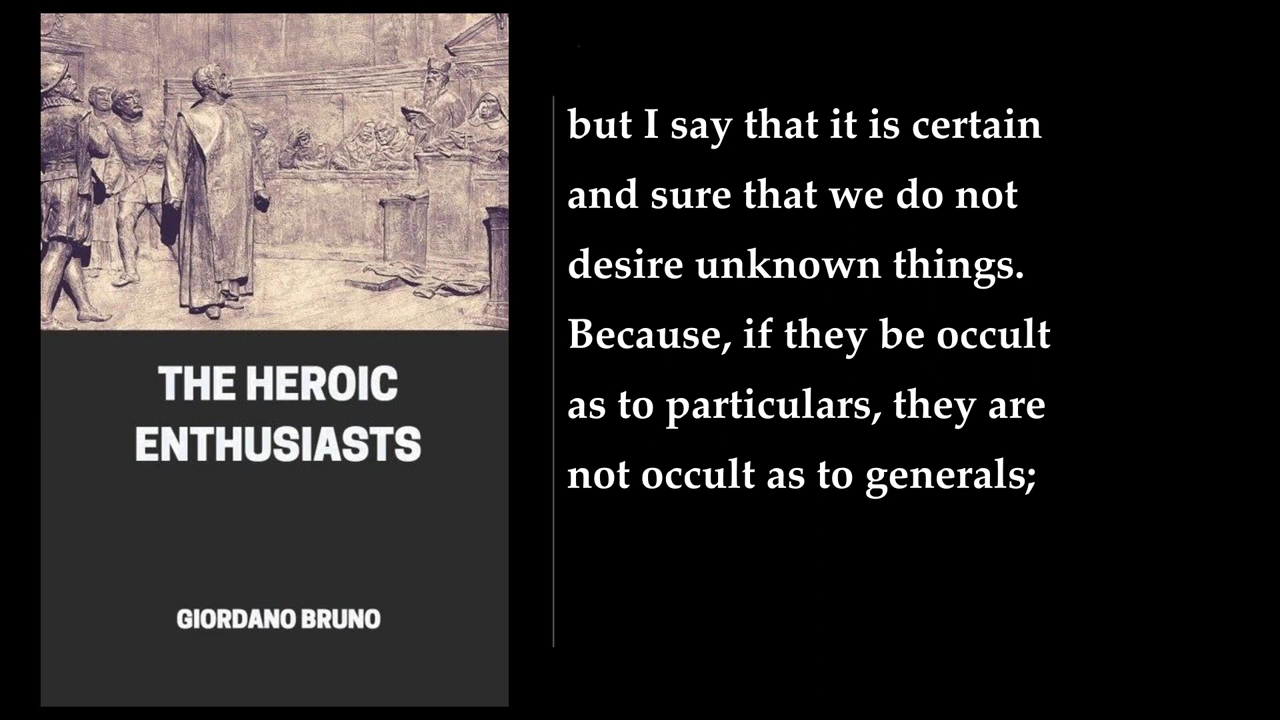 THE HEROIC
ENTHUSIASTS
GIORDANO BRUNO
but I say that it is certain
and sure that we do not
desire unknown things.
Because, if they be occult
as to particulars, they are
not occult as to generals;